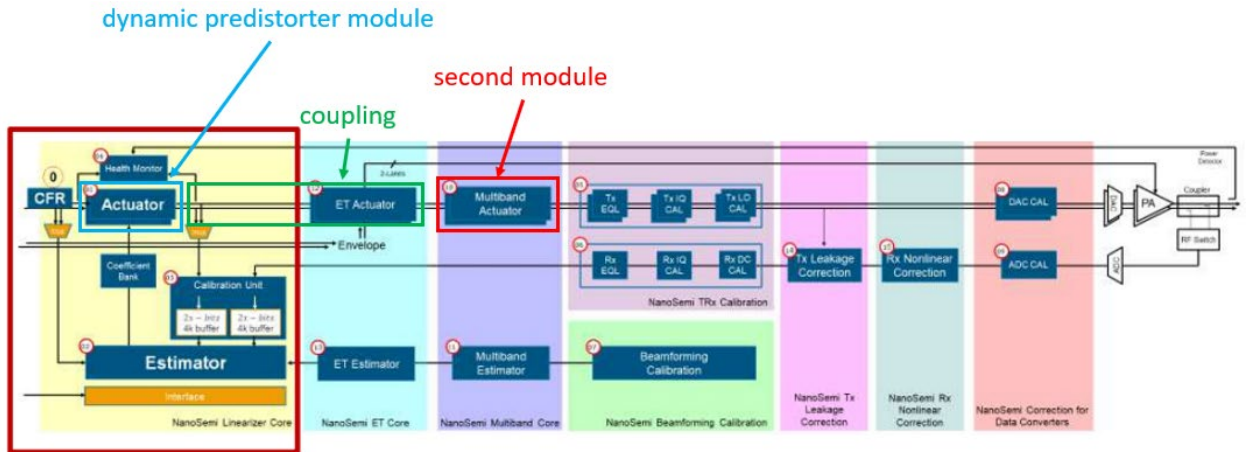 dynamic predistorter module
second module
coupling
Health Monitor
0
CFR
Actuator
ET Actuator
Multiband
Actuator
Tx
EQL
Tx IQ
CAL
Tx LO
CAL
DAC CAL
DAC
PA
Power
Detector
Coupler
RF Switch
Envelope
Coefficient
Bank
Calibration Unit
4k buffer
4k buffer
Rx
EQL
Rx IQ
CAL
Rx DC
CAL
Tx Leakage
Correction
Rx Nonlinear
Correction
ADC CAL
ADC
NanoSemi TRx Calibration
Estimator
ET Estimator
Multiband
Estimator
Beamforming
Calibration
Interface
NanoSemi Linearizer Core
NanoSemi ET Core
NanoSemi Multiband Core
NanoSemi Beamforming Calibration
NanoSemi Tx
Leakage
Correction
NanoSemi Rx
Nonlinear
Correction
NanoSemi Correction for
Data Converters